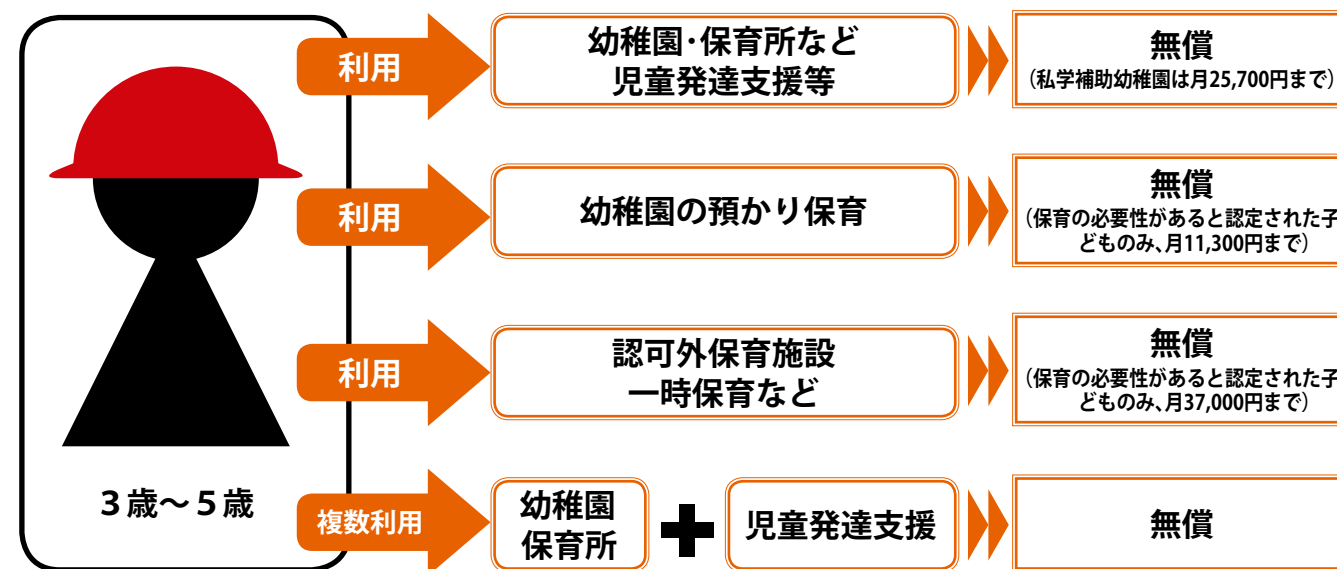 利用
幼稚園･保育所など
児童発達支援等
無償
(私学補助幼稚園は月25,700円まで)
利用
幼稚園の預かり保育
無償
(保育の必要性があると認定された子
どものみ、月11,300円まで)
利用
認可外保育施設
一時保育など
無償
(保育の必要性があると認定された子
どものみ、月37,000円まで)
3歳〜5歳
複数利用
幼稚園
保育所
児童発達支援
無償